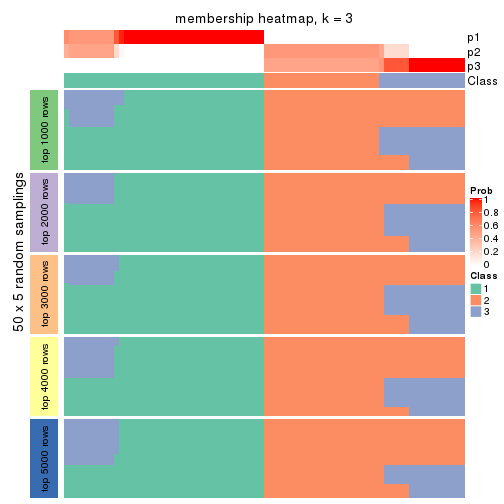 membership heatmap, k = 3
p1
p2
p3
Class
50 x 5 random samplings
top 1000 rows
top 2000 rows
top 3000 rows
top 4000 rows
top 5000 rows
Prob
1
0.8
0.6
0.4
0.2
0
Class
1
2
3